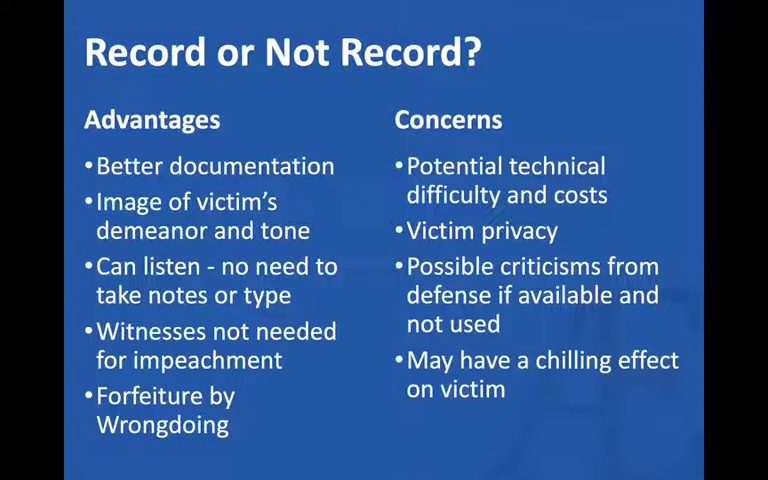 Record or Not Record?
Advantages
•Better documentation
•Image of victim's
demeanor and tone
•Can listen - no need to
take notes or type
•Witnesses not needed
for impeachment
•Forfeiture by
Wrongdoing
Concerns
•Potential technical
difficulty and costs
•Victim privacy
•Possible criticisms from
defense if available and
not used
•May have a chilling effect
on victim